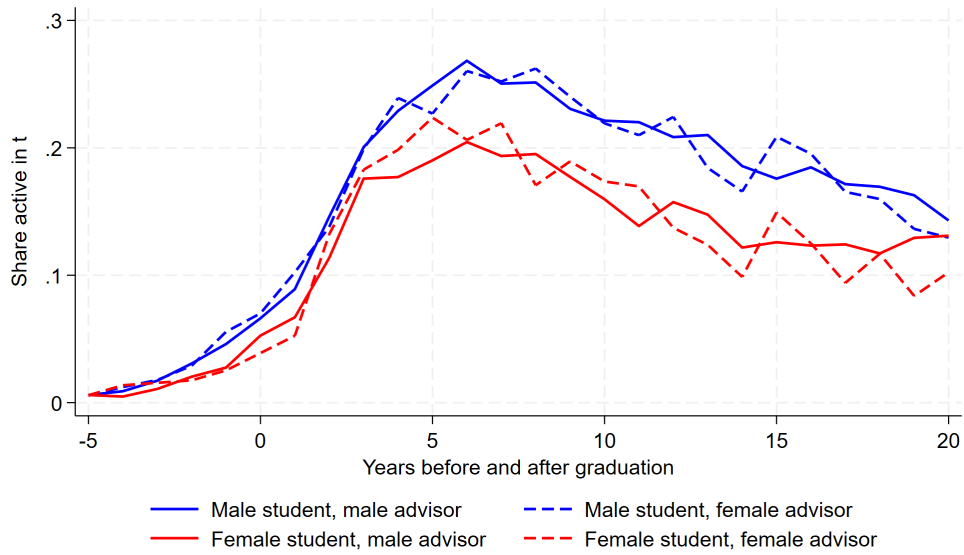 .3
.2
.1
0
Share active in t
-5 0 5 10 15 20
Years before and after graduation
Male student, male advisor Male student, female advisor
Female student, male advisor Female student, female advisor